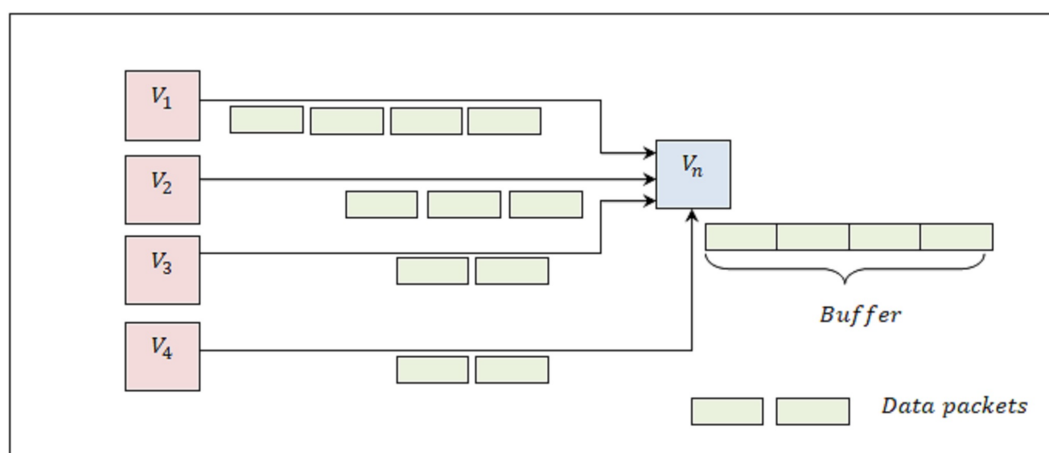 V1
V2
V3
V4
Vn
Buffer
Data packets